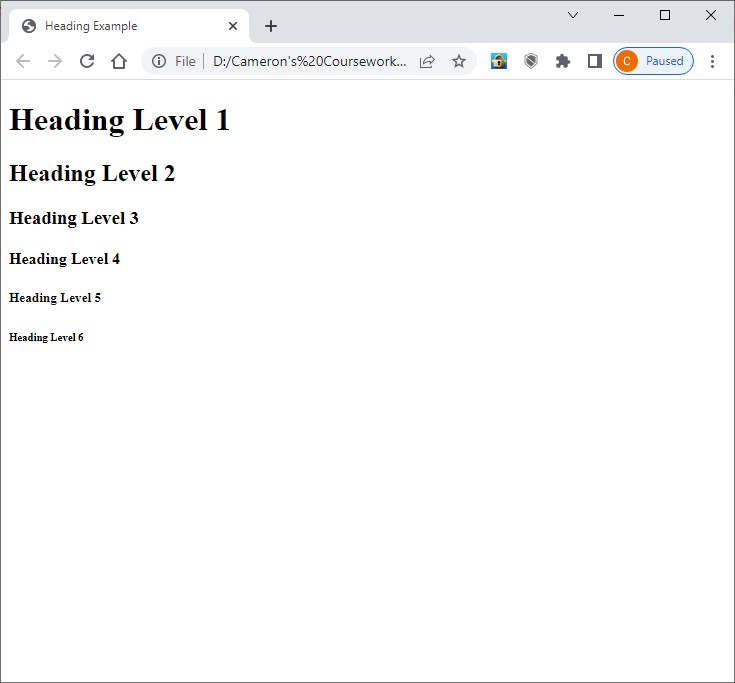 Heading Example
File
D:/Cameron's%20Coursework...
C Paused
Heading Level 1
Heading Level 2
Heading Level 3
Heading Level 4
Heading Level 5
Heading Level 6